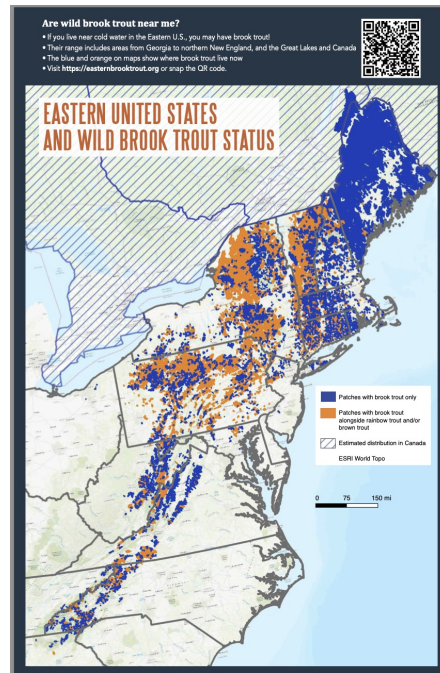 Are wild brook trout near me?
• If you live near cold water in the Eastern U.S., you may have brook trout!
• Their range includes areas from Georgia to northern New England, and the Great Lakes and Canada
• The blue and orange on maps show where brook trout live now
• Visit https://easternbrooktrout.org or snap the QR code.
EASTERN UNITED STATES
AND WILD BROOK TROUT STATUS
Patches with brook trout only
Patches with brook trout
alongside rainbow trout and/or
brown trout
Estimated distribution in Canada
ESRI World Topo
0 75 150 mi